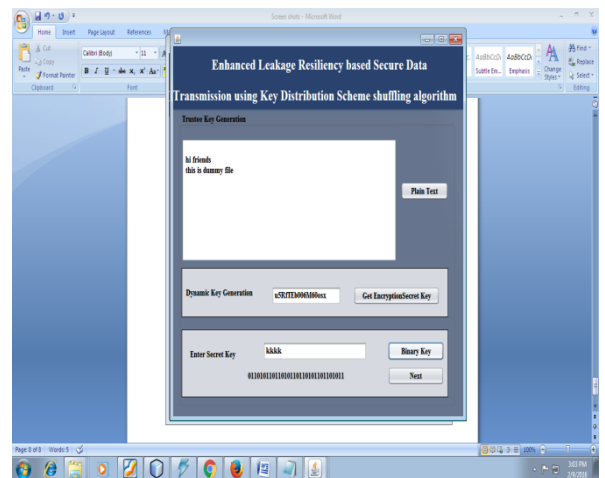 Screen shots - Microsoft Word
Home Insert Page Layout References
Cut
Copy
Paste
Format Painter
Calibri (Body) 11
Clipboard
Font
AaBbCcDc AaBbCcDc
Subtle Em... Emphasis
Change Styles
Find
Replace
Select
Editing
Enhanced Leakage Resiliency based Secure Data
Transmission using Key Distribution Scheme shuffling algorithm
Trustee Key Generation
hi friends
this is dummy file
Plain Text
Dynamic Key Generation
Get EncryptionSecret Key
Enter Secret Key
kkkk
Binary Key
Next
Page: 8 of 8 Words: 5
100%
3:03 PM
2/9/2016